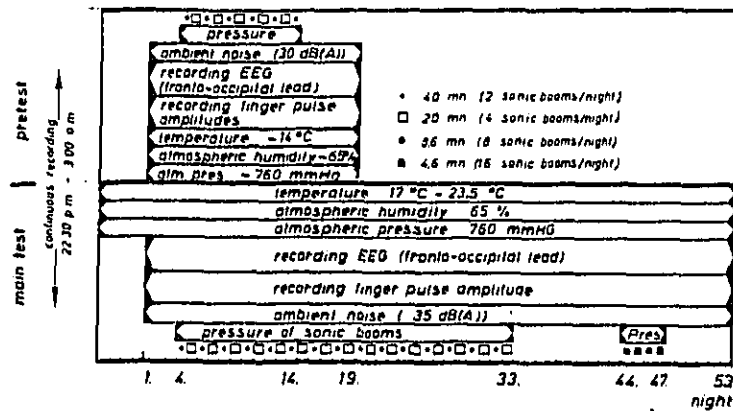 pressure
ambient noise (30 dB(A))
recording EEG
(fronto-occipital lead)
recording finger pulse
amplitudes
temperature ~14 °C
atmospheric humidity ~65%
atm. pres. ~ 760 mmHg
40 mn (2 sonic booms/night)
20 mn (4 sonic booms/night)
8,6 mn (8 sonic booms/night)
4,6 mn (16 sonic booms/night)
pretest
main test
continuous recording
22 30 p m - 3 00 a m
temperature 17 °C - 23.5 °C
atmospheric humidity 65 %
atmospheric pressure 760 mmHG
recording EEG (fronto-occipital lead)
recording finger pulse amplitude
ambient noise ( 35 dB(A))
pressure of sonic booms
Pres
1. 4. 14. 19. 33. 44. 47. 53.
night